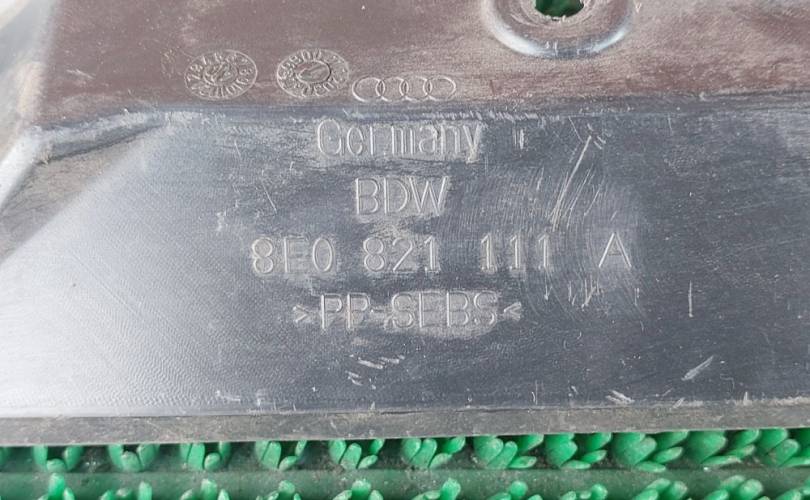 Germany
BDW
8E0 821 111 A
>PP-SEBS<